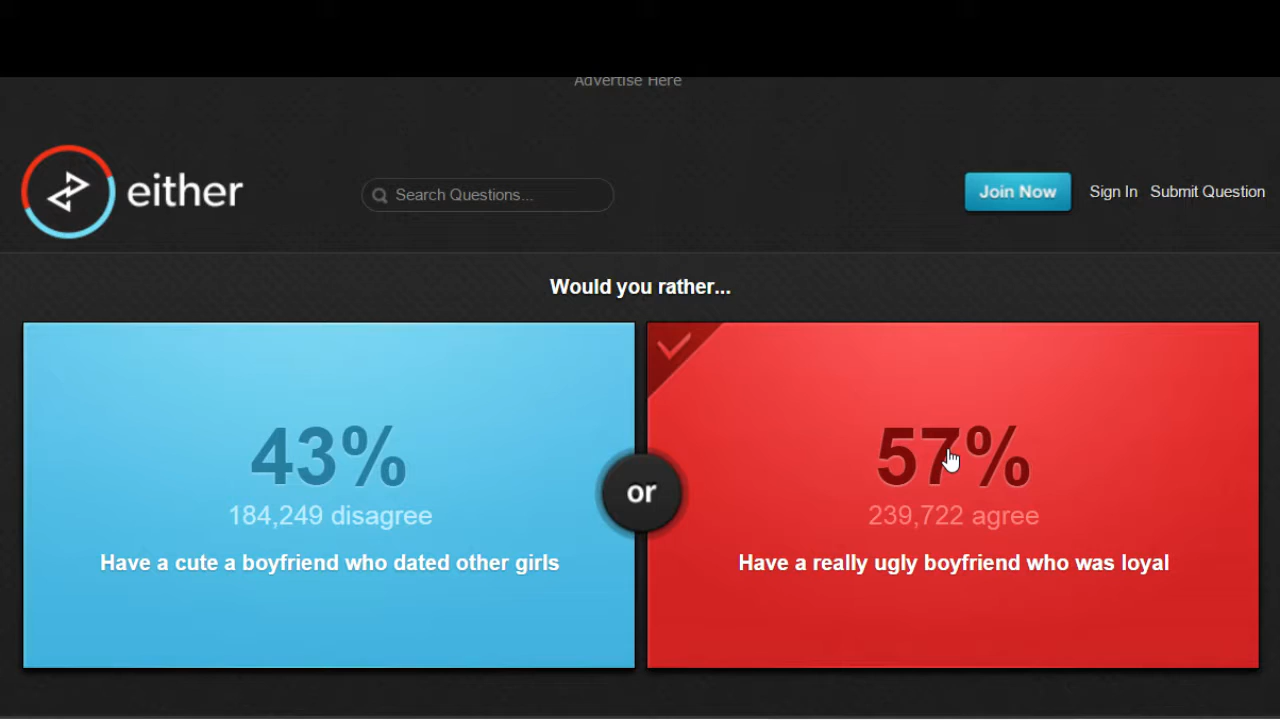 Advertise Here
either
Search Questions...
Join Now
Sign In
Submit Question
Would you rather...
43%
184,249 disagree
Have a cute a boyfriend who dated other girls
or
57%
239,722 agree
Have a really ugly boyfriend who was loyal